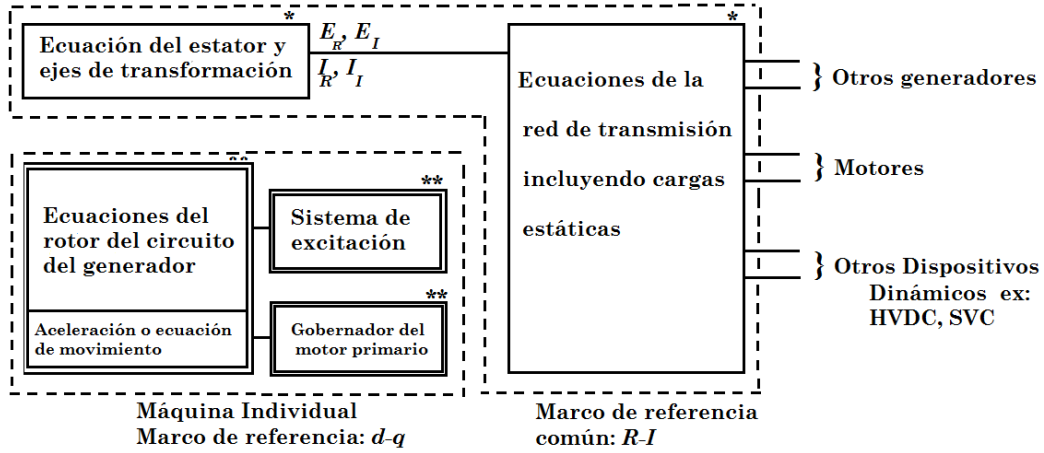 *
Ecuación del estator y
ejes de transformación
E_R, E_I
I_R, I_I
*
Ecuaciones de la
red de transmisión
incluyendo cargas
estáticas
} Otros generadores
} Motores
} Otros Dispositivos
Dinámicos ex:
HVDC, SVC
**
Ecuaciones del
rotor del circuito
del generador
Aceleración o ecuación
de movimiento
**
Sistema de
excitación
**
Gobernador del
motor primario
Máquina Individual
Marco de referencia: d-q
Marco de referencia
común: R-I